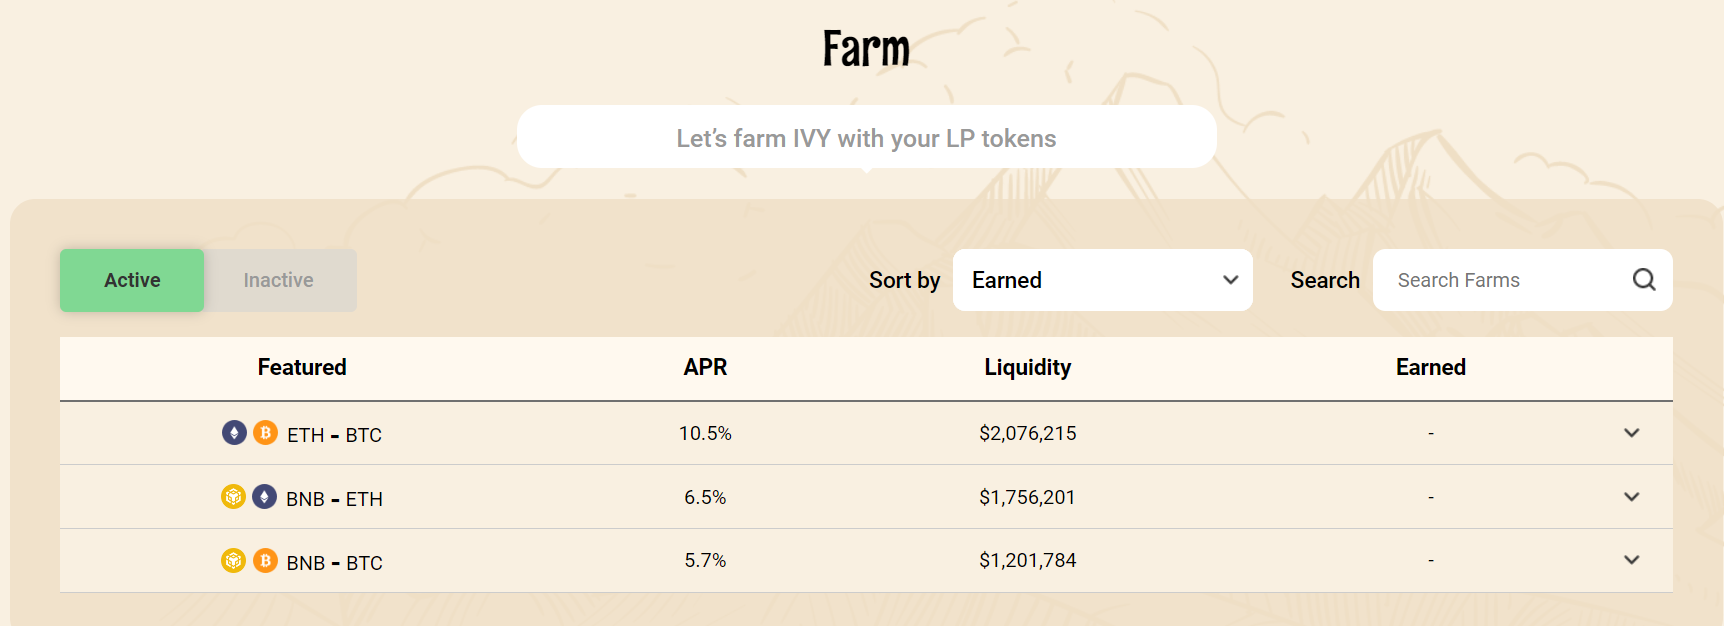 Farm
Let’s farm IVY with your LP tokens
Active Inactive Sort by Earned Search Search Farms
Featured APR Liquidity Earned
ETH - BTC 10.5% $2,076,215 -
BNB - ETH 6.5% $1,756,201 -
BNB - BTC 5.7% $1,201,784 -